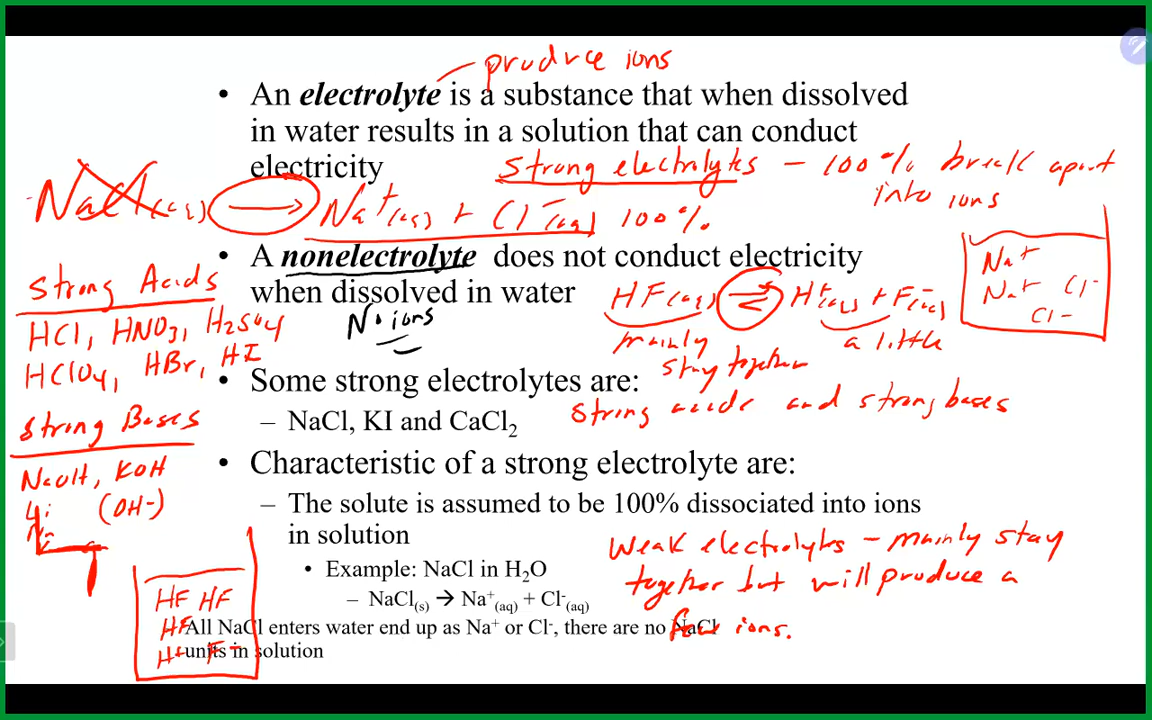 produce ions
• An electrolyte is a substance that when dissolved
in water results in a solution that can conduct
electricity
Strong electrolytes – 100% break apart
into ions
NaCl(aq) → Na+(aq) + Cl-(aq) 100%
• A nonelectrolyte does not conduct electricity
when dissolved in water
No ions
HF(aq) ⇌ H+(aq) + F-(aq)
mainly
stay together
a little
Na+
Na+ Cl-
Cl-
Strong Acids
HCl, HNO3, H2SO4
HClO4, HBr, HI
• Some strong electrolytes are:
– NaCl, KI and CaCl2
strong acids and strong bases
Strong Bases
NaOH, KOH
(OH-)
• Characteristic of a strong electrolyte are:
– The solute is assumed to be 100% dissociated into ions
in solution
• Example: NaCl in H2O
– NaCl(s) → Na+(aq) + Cl-(aq)
All NaCl enters water end up as Na+ or Cl-, there are no NaCl
units in solution
Weak electrolytes – mainly stay
together but will produce a
few ions.
HF HF
HF
H+ F-